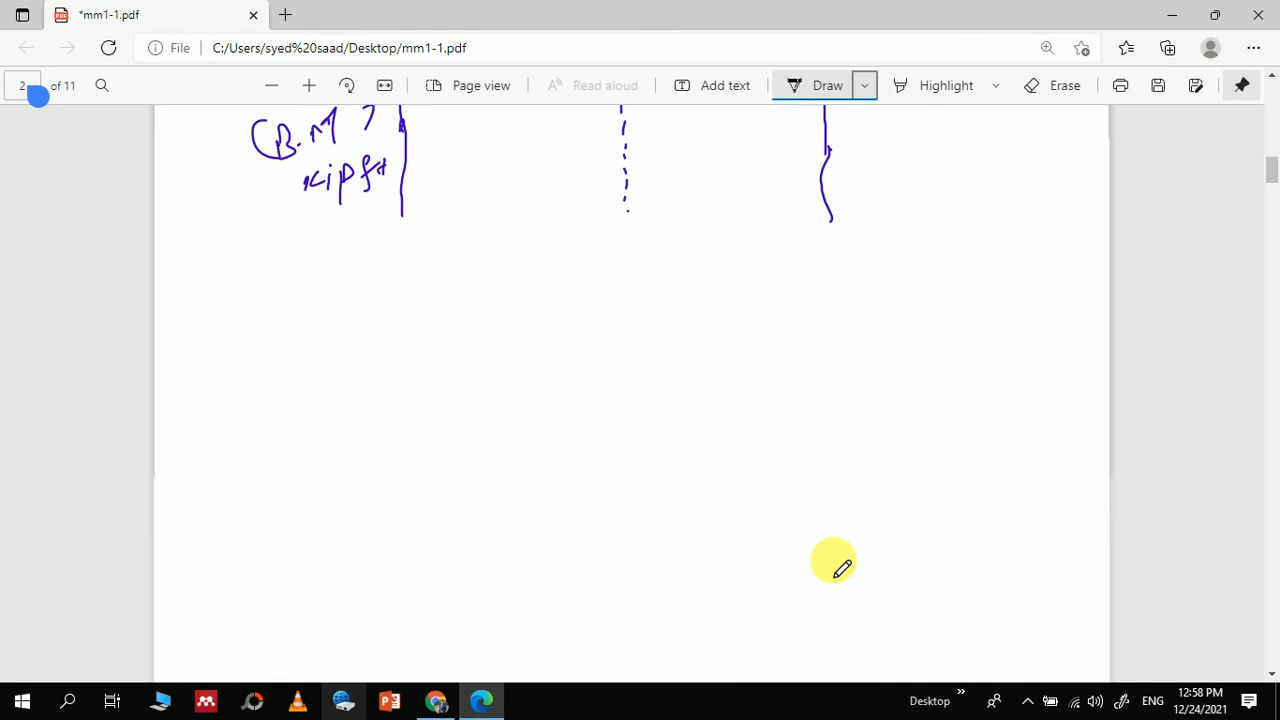 *mm1-1.pdf
File C:/Users/syed%20saad/Desktop/mm1-1.pdf
2 of 11 Page view Read aloud Add text Draw Highlight Erase
(B.M)
kipft
Desktop ENG 12:58 PM
12/24/2021